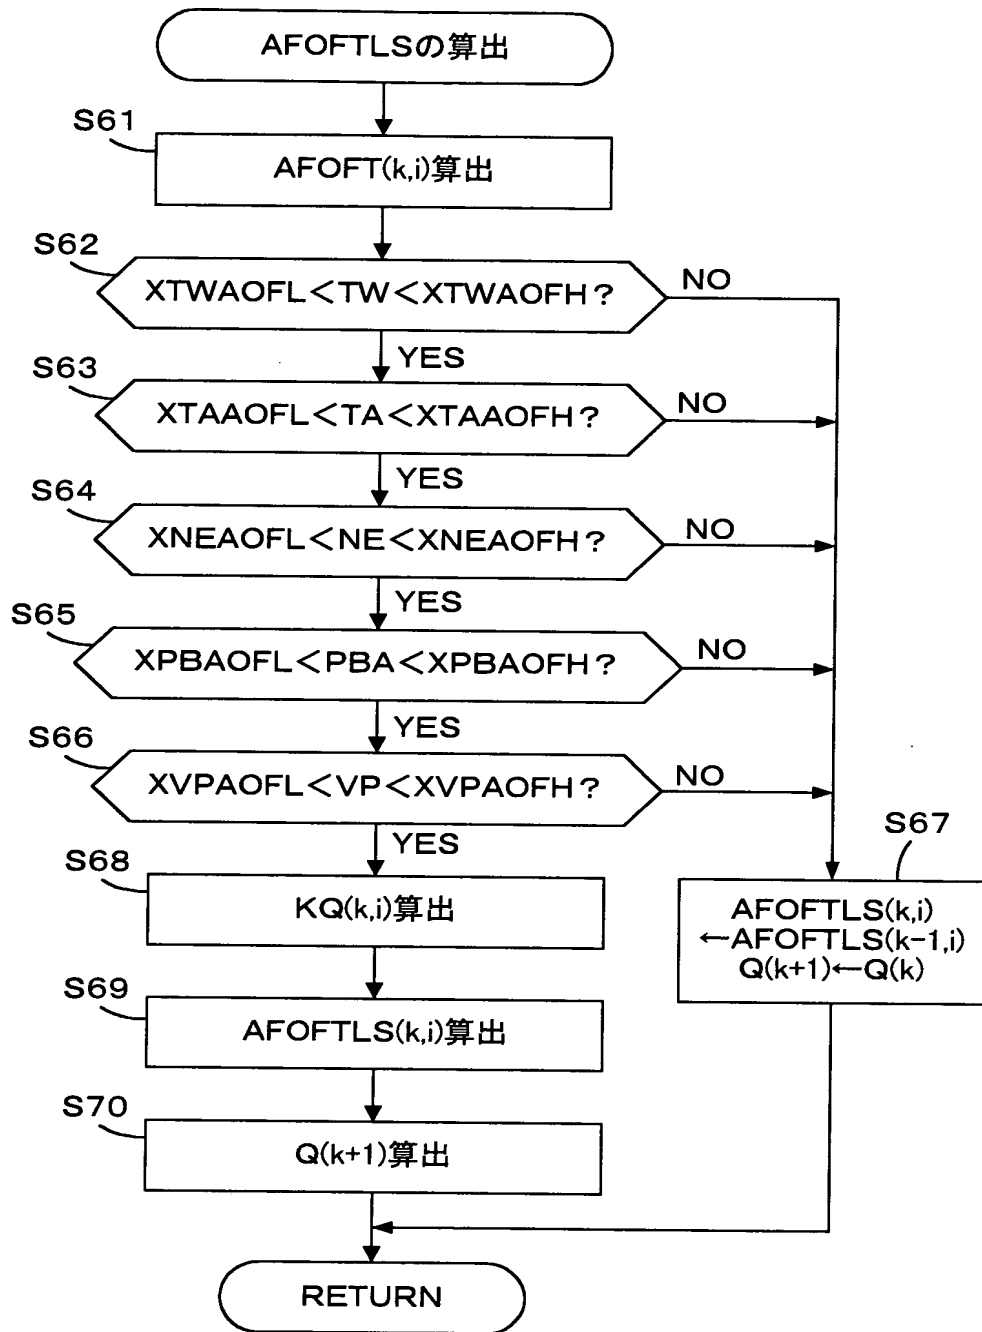 AFOFTLSの算出
S61
AFOFT(k,i)算出
S62
XTWAOFL<TW<XTWAOFH?
NO
YES
S63
XTAAOFL<TA<XTAAOFH?
NO
YES
S64
XNEAOFL<NE<XNEAOFH?
NO
YES
S65
XPBAOFL<PBA<XPBAOFH?
NO
YES
S66
XVPAOFL<VP<XVPAOFH?
NO
YES
S67
AFOFTLS(k,i)
←AFOFTLS(k-1,i)
Q(k+1)←Q(k)
S68
KQ(k,i)算出
S69
AFOFTLS(k,i)算出
S70
Q(k+1)算出
RETURN